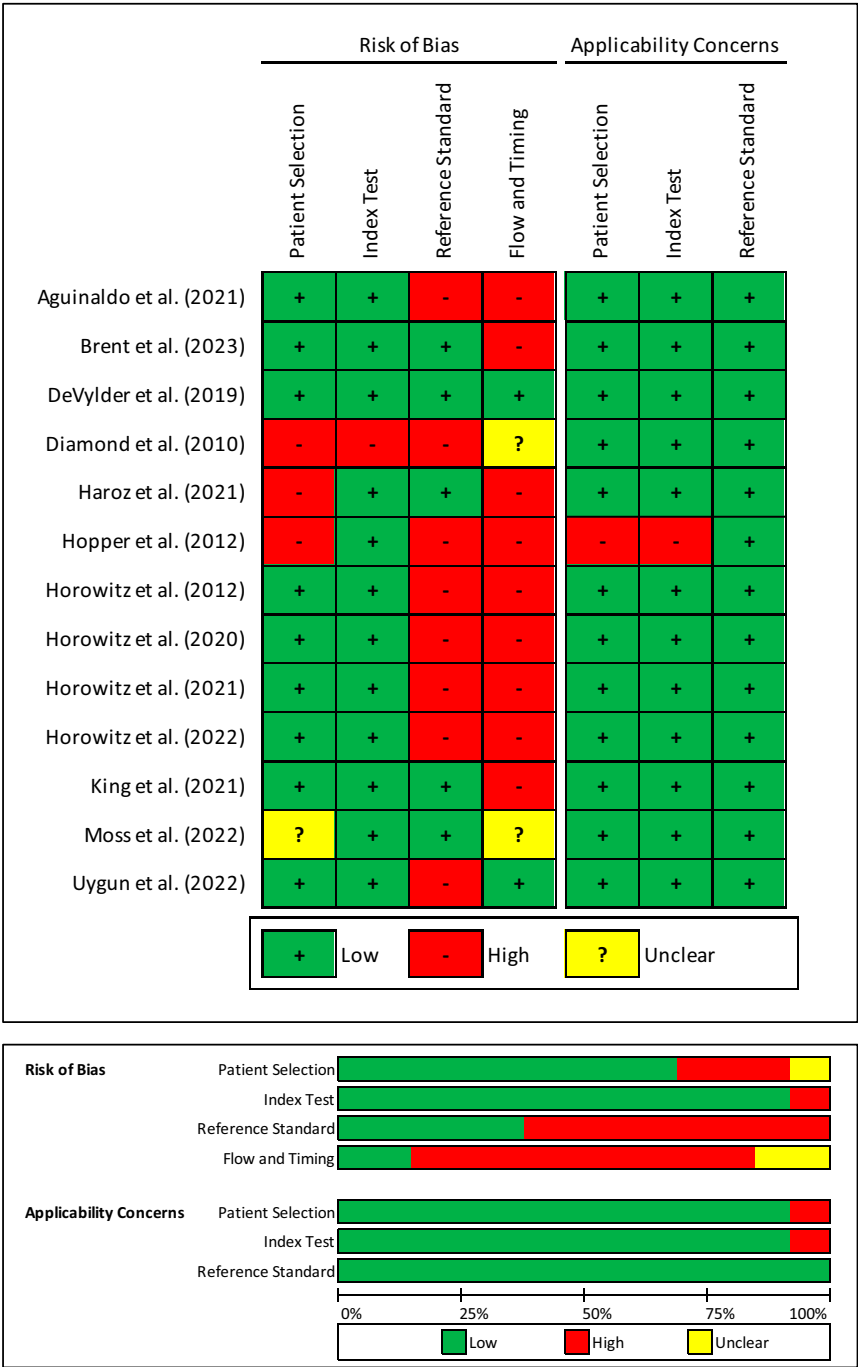 Risk of Bias Applicability Concerns
Patient Selection Index Test Reference Standard Flow and Timing Patient Selection Index Test Reference Standard
Aguinaldo et al. (2021) + + - - + + +
Brent et al. (2023) + + + - + + +
DeVylder et al. (2019) + + + + + + +
Diamond et al. (2010) - - - ? + + +
Haroz et al. (2021) - + + - + + +
Hopper et al. (2012) - + - - - - +
Horowitz et al. (2012) + + - - + + +
Horowitz et al. (2020) + + - - + + +
Horowitz et al. (2021) + + - - + + +
Horowitz et al. (2022) + + - - + + +
King et al. (2021) + + + - + + +
Moss et al. (2022) ? + + ? + + +
Uygun et al. (2022) + + - + + + +
+ Low - High ? Unclear
Risk of Bias Patient Selection
Index Test
Reference Standard
Flow and Timing
Applicability Concerns Patient Selection
Index Test
Reference Standard
0% 25% 50% 75% 100%
Low High Unclear